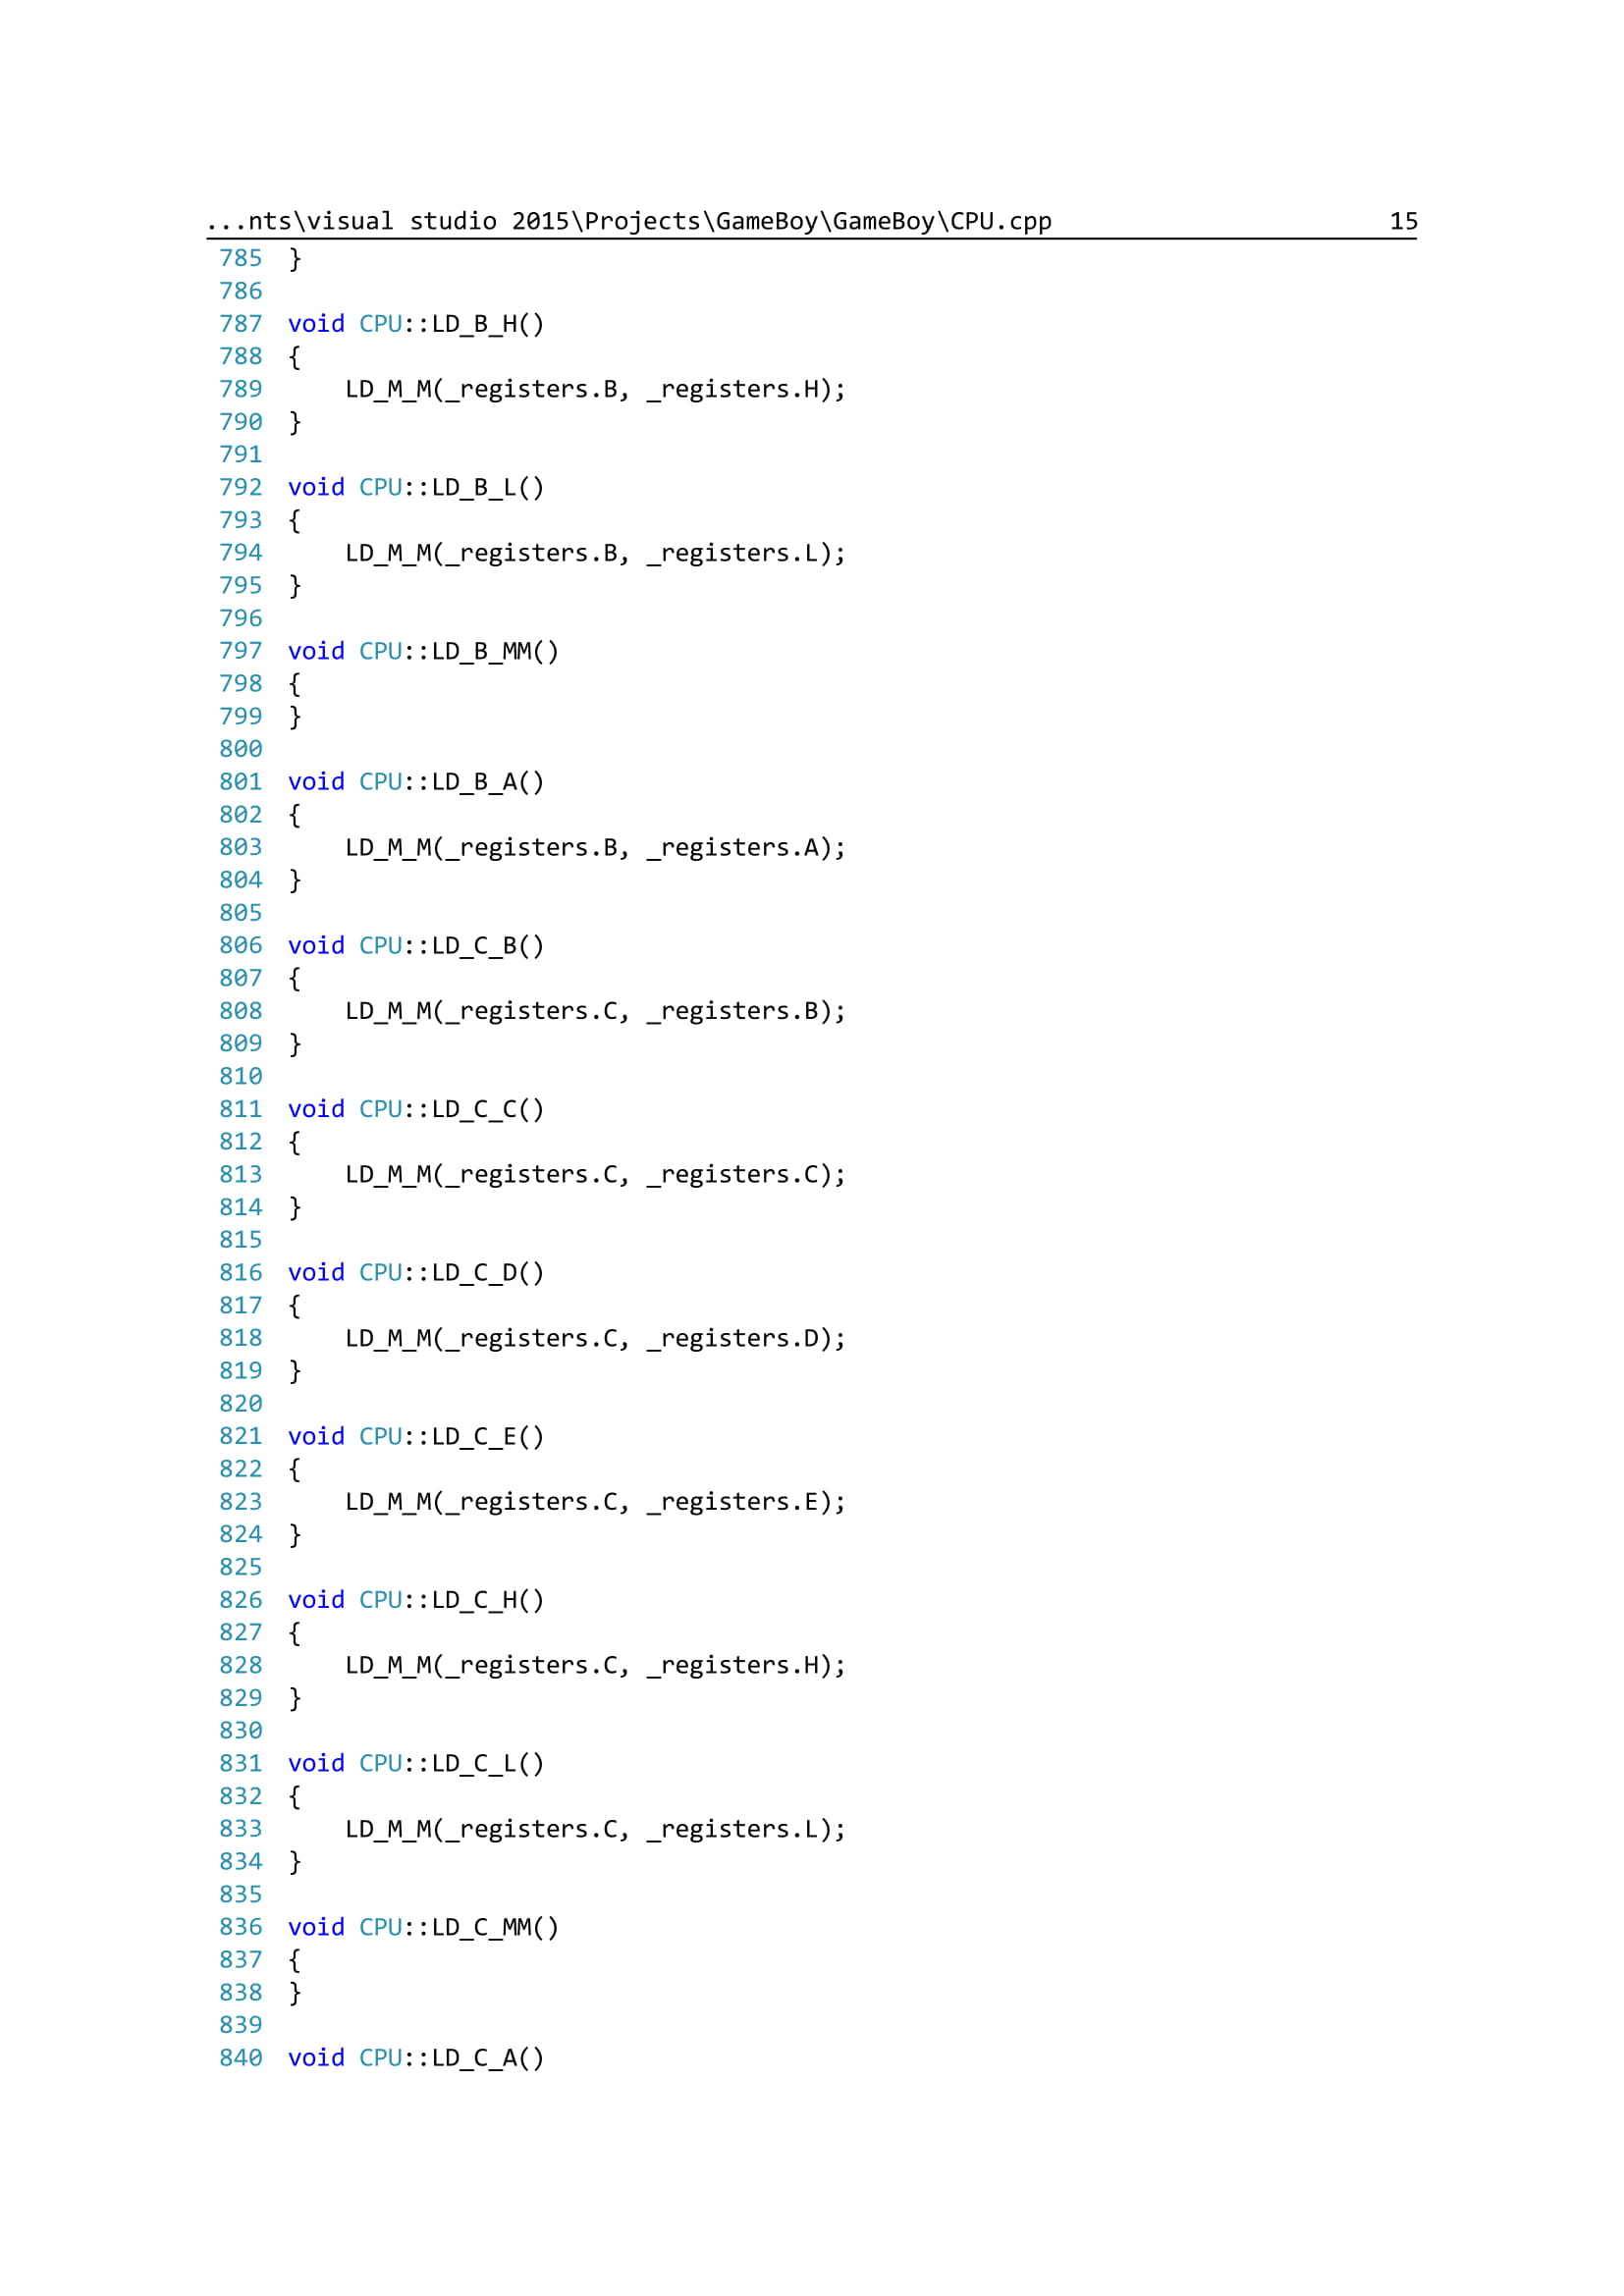 ...nts\visual studio 2015\Projects\GameBoy\GameBoy\CPU.cpp 15
785 }
786
787 void CPU::LD_B_H()
788 {
789     LD_M_M(_registers.B, _registers.H);
790 }
791
792 void CPU::LD_B_L()
793 {
794     LD_M_M(_registers.B, _registers.L);
795 }
796
797 void CPU::LD_B_MM()
798 {
799 }
800
801 void CPU::LD_B_A()
802 {
803     LD_M_M(_registers.B, _registers.A);
804 }
805
806 void CPU::LD_C_B()
807 {
808     LD_M_M(_registers.C, _registers.B);
809 }
810
811 void CPU::LD_C_C()
812 {
813     LD_M_M(_registers.C, _registers.C);
814 }
815
816 void CPU::LD_C_D()
817 {
818     LD_M_M(_registers.C, _registers.D);
819 }
820
821 void CPU::LD_C_E()
822 {
823     LD_M_M(_registers.C, _registers.E);
824 }
825
826 void CPU::LD_C_H()
827 {
828     LD_M_M(_registers.C, _registers.H);
829 }
830
831 void CPU::LD_C_L()
832 {
833     LD_M_M(_registers.C, _registers.L);
834 }
835
836 void CPU::LD_C_MM()
837 {
838 }
839
840 void CPU::LD_C_A()